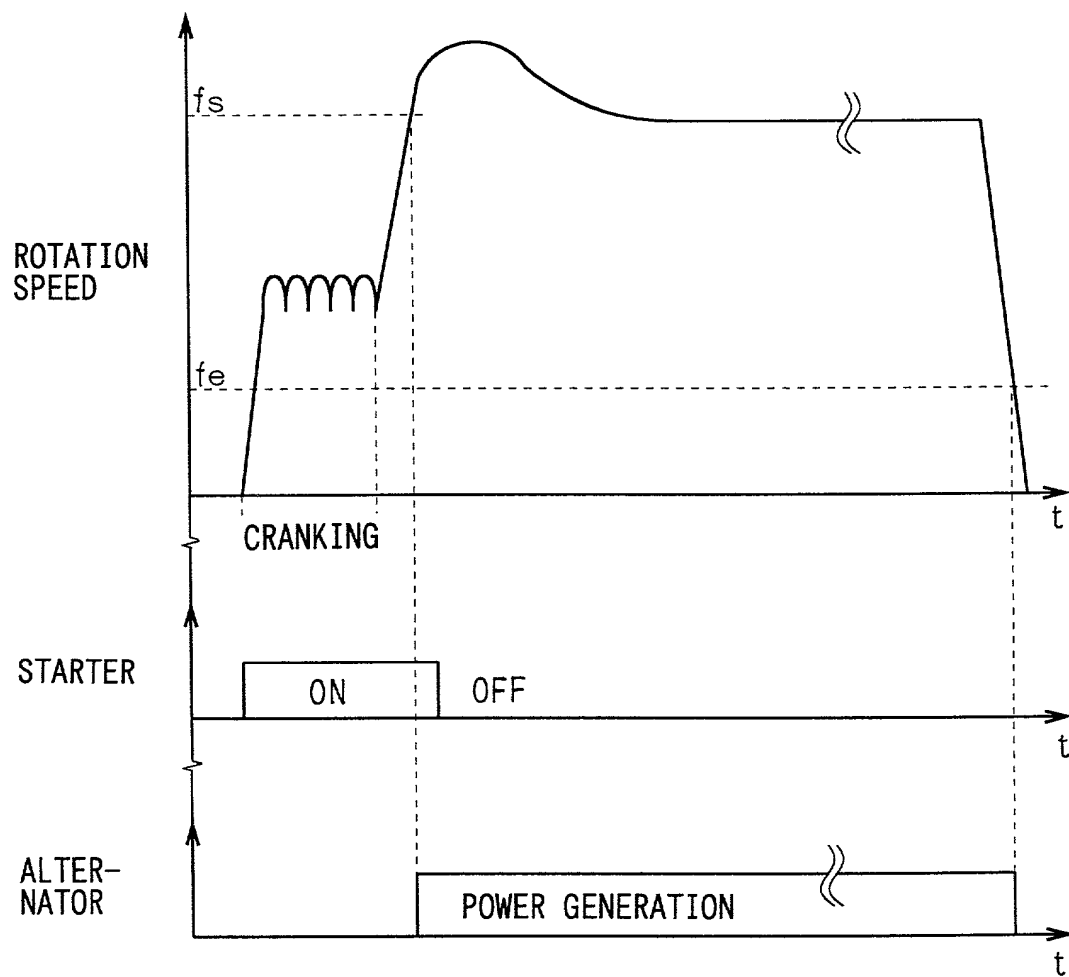 fs
ROTATION
SPEED
fe
t
CRANKING
STARTER
ON
OFF
t
ALTER-
NATOR
POWER GENERATION
t